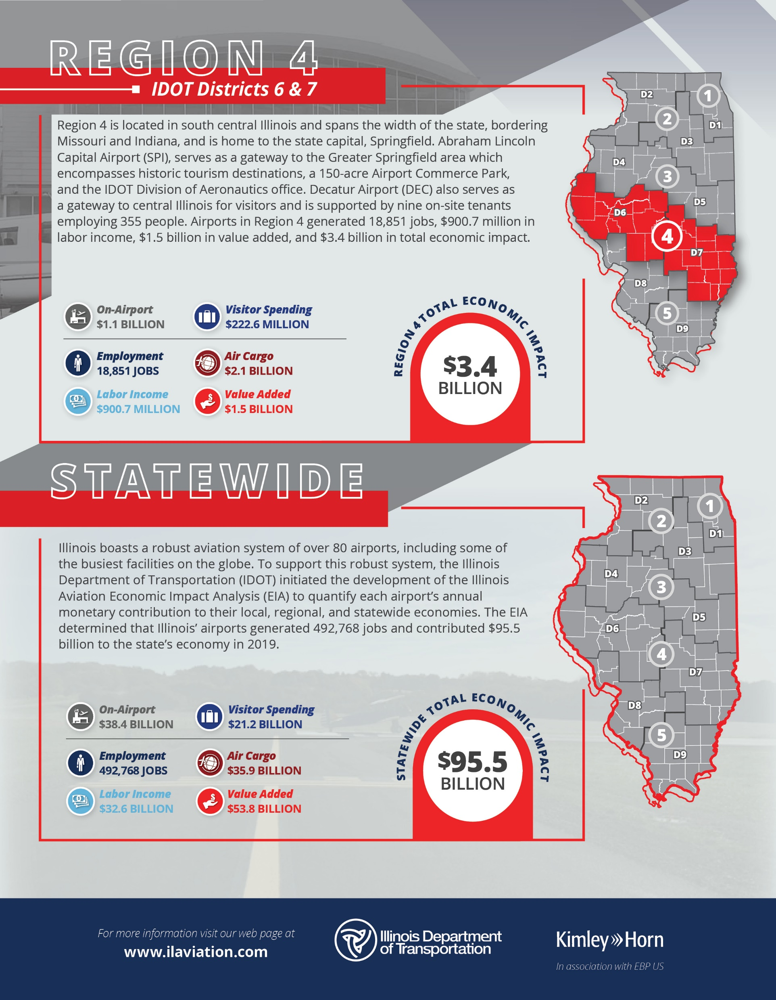 REGION 4
IDOT Districts 6 & 7
Region 4 is located in south central Illinois and spans the width of the state, bordering
Missouri and Indiana, and is home to the state capital, Springfield. Abraham Lincoln
Capital Airport (SPI), serves as a gateway to the Greater Springfield area which
encompasses historic tourism destinations, a 150-acre Airport Commerce Park,
and the IDOT Division of Aeronautics office. Decatur Airport (DEC) also serves as
a gateway to central Illinois for visitors and is supported by nine on-site tenants
employing 355 people. Airports in Region 4 generated 18,851 jobs, $900.7 million in
labor income, $1.5 billion in value added, and $3.4 billion in total economic impact.
On-Airport
$1.1 BILLION
Visitor Spending
$222.6 MILLION
Employment
18,851 JOBS
Air Cargo
$2.1 BILLION
Labor Income
$900.7 MILLION
Value Added
$1.5 BILLION
REGION 4 TOTAL ECONOMIC IMPACT
$3.4
BILLION
D2
1
2
D1
D3
D4
3
D5
D6
4
D7
D8
5
D9
STATEWIDE
Illinois boasts a robust aviation system of over 80 airports, including some of
the busiest facilities on the globe. To support this robust system, the Illinois
Department of Transportation (IDOT) initiated the development of the Illinois
Aviation Economic Impact Analysis (EIA) to quantify each airport’s annual
monetary contribution to their local, regional, and statewide economies. The EIA
determined that Illinois’ airports generated 492,768 jobs and contributed $95.5
billion to the state’s economy in 2019.
On-Airport
$38.4 BILLION
Visitor Spending
$21.2 BILLION
Employment
492,768 JOBS
Air Cargo
$35.9 BILLION
Labor Income
$32.6 BILLION
Value Added
$53.8 BILLION
STATEWIDE TOTAL ECONOMIC IMPACT
$95.5
BILLION
D2
1
2
D1
D3
D4
3
D5
D6
4
D7
D8
5
D9
For more information visit our web page at
www.ilaviation.com
Illinois Department
of Transportation
Kimley»Horn
In association with EBP US